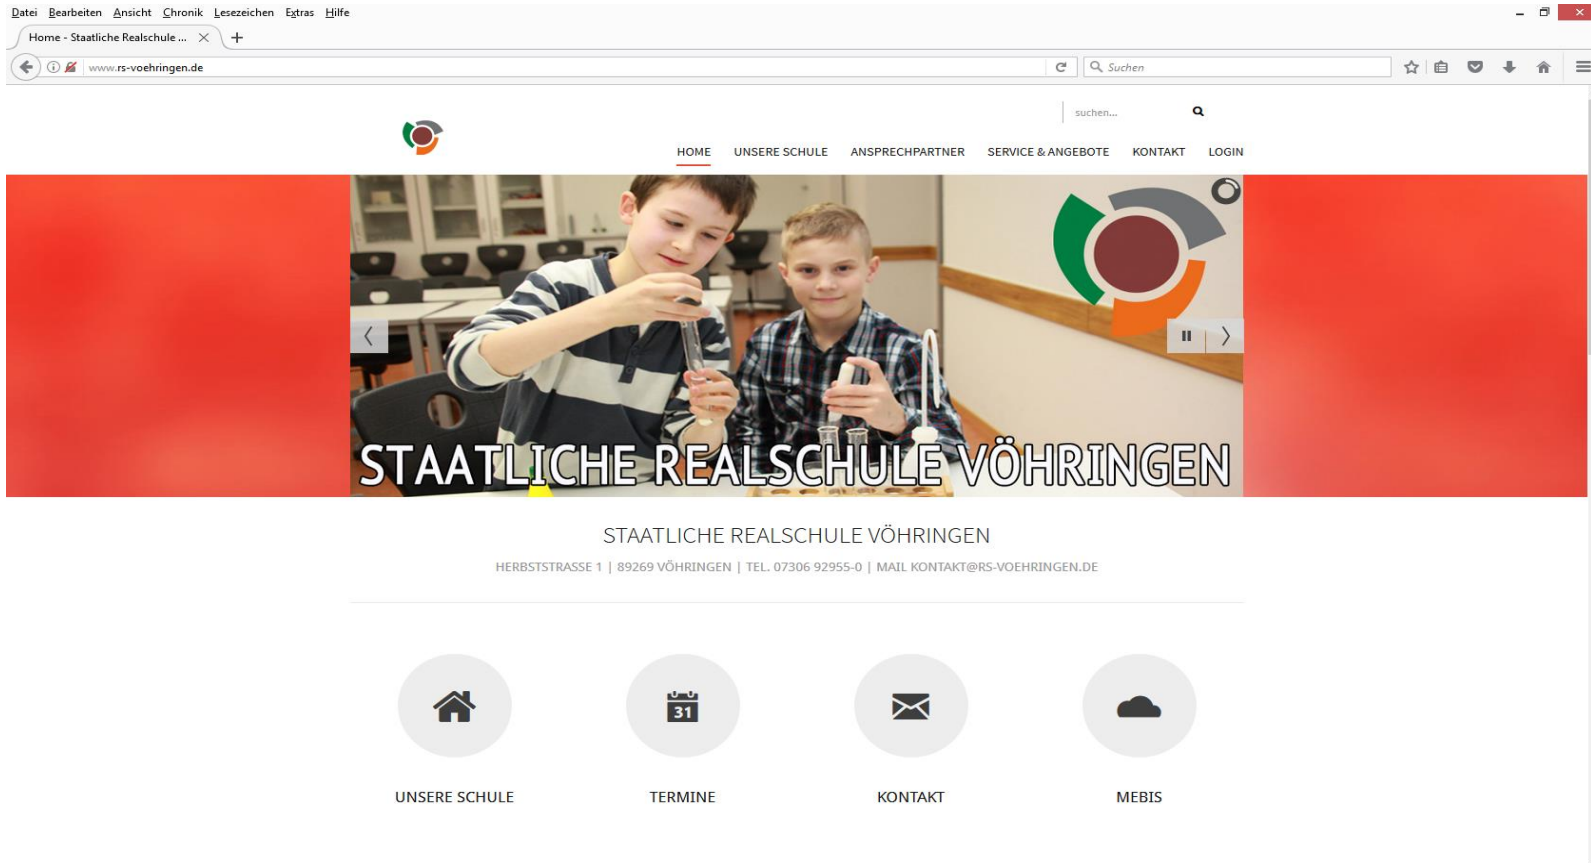 Datei Bearbeiten Ansicht Chronik Lesezeichen Extras Hilfe
Home - Staatliche Realschule ...
www.rs-voehringen.de
Suchen
suchen...
HOME UNSERE SCHULE ANSPRECHPARTNER SERVICE & ANGEBOTE KONTAKT LOGIN
STAATLICHE REALSCHULE VÖHRINGEN
STAATLICHE REALSCHULE VÖHRINGEN
HERBSTSTRASSE 1 | 89269 VÖHRINGEN | TEL. 07306 92955-0 | MAIL KONTAKT@RS-VOEHRINGEN.DE
31
UNSERE SCHULE TERMINE KONTAKT MEBIS